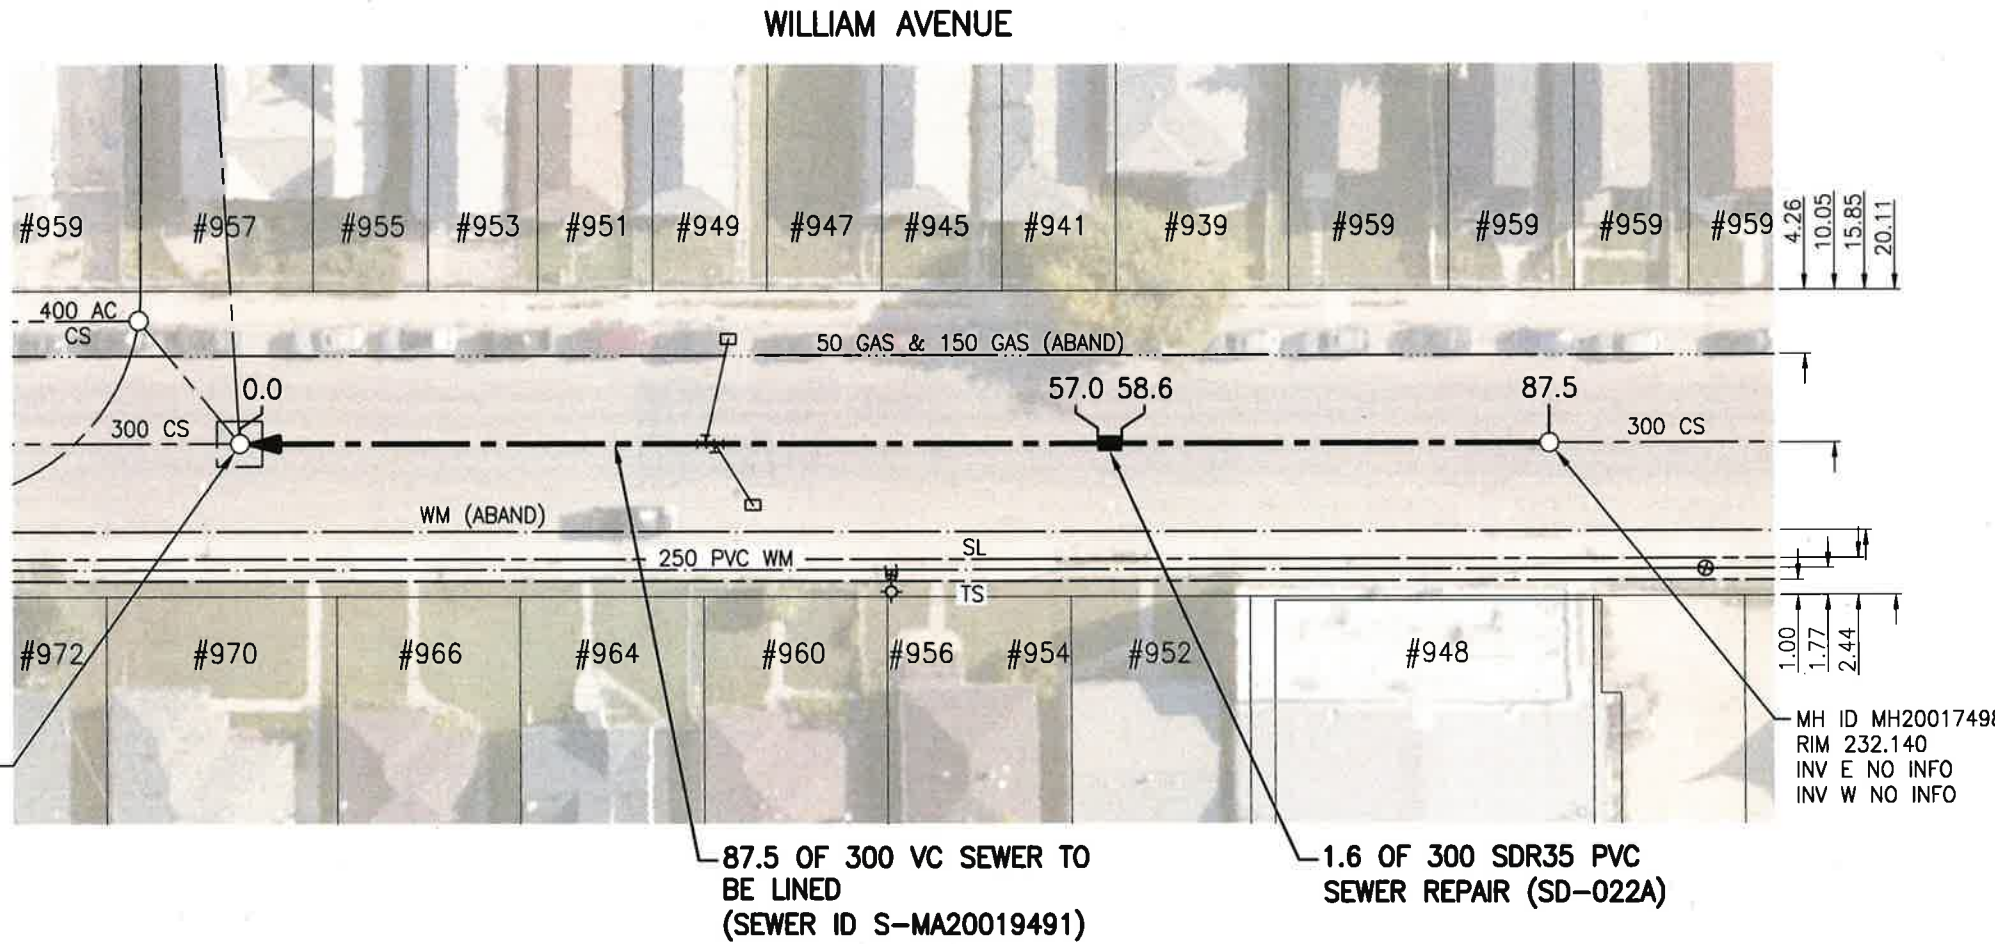 WILLIAM AVENUE
#959
#957
#955
#953
#951
#949
#947
#945
#941
#939
#959
#959
#959
#959
4.26
10.05
15.85
20.11
400 AC
CS
50 GAS & 150 GAS (ABAND)
0.0
57.0 58.6
87.5
300 CS
300 CS
WM (ABAND)
SL
250 PVC WM
TS
#972
#970
#966
#964
#960
#956
#954
#952
#948
1.00
1.77
2.44
MH ID MH20017498
RIM 232.140
INV E NO INFO
INV W NO INFO
87.5 OF 300 VC SEWER TO
BE LINED
(SEWER ID S-MA20019491)
1.6 OF 300 SDR35 PVC
SEWER REPAIR (SD-022A)